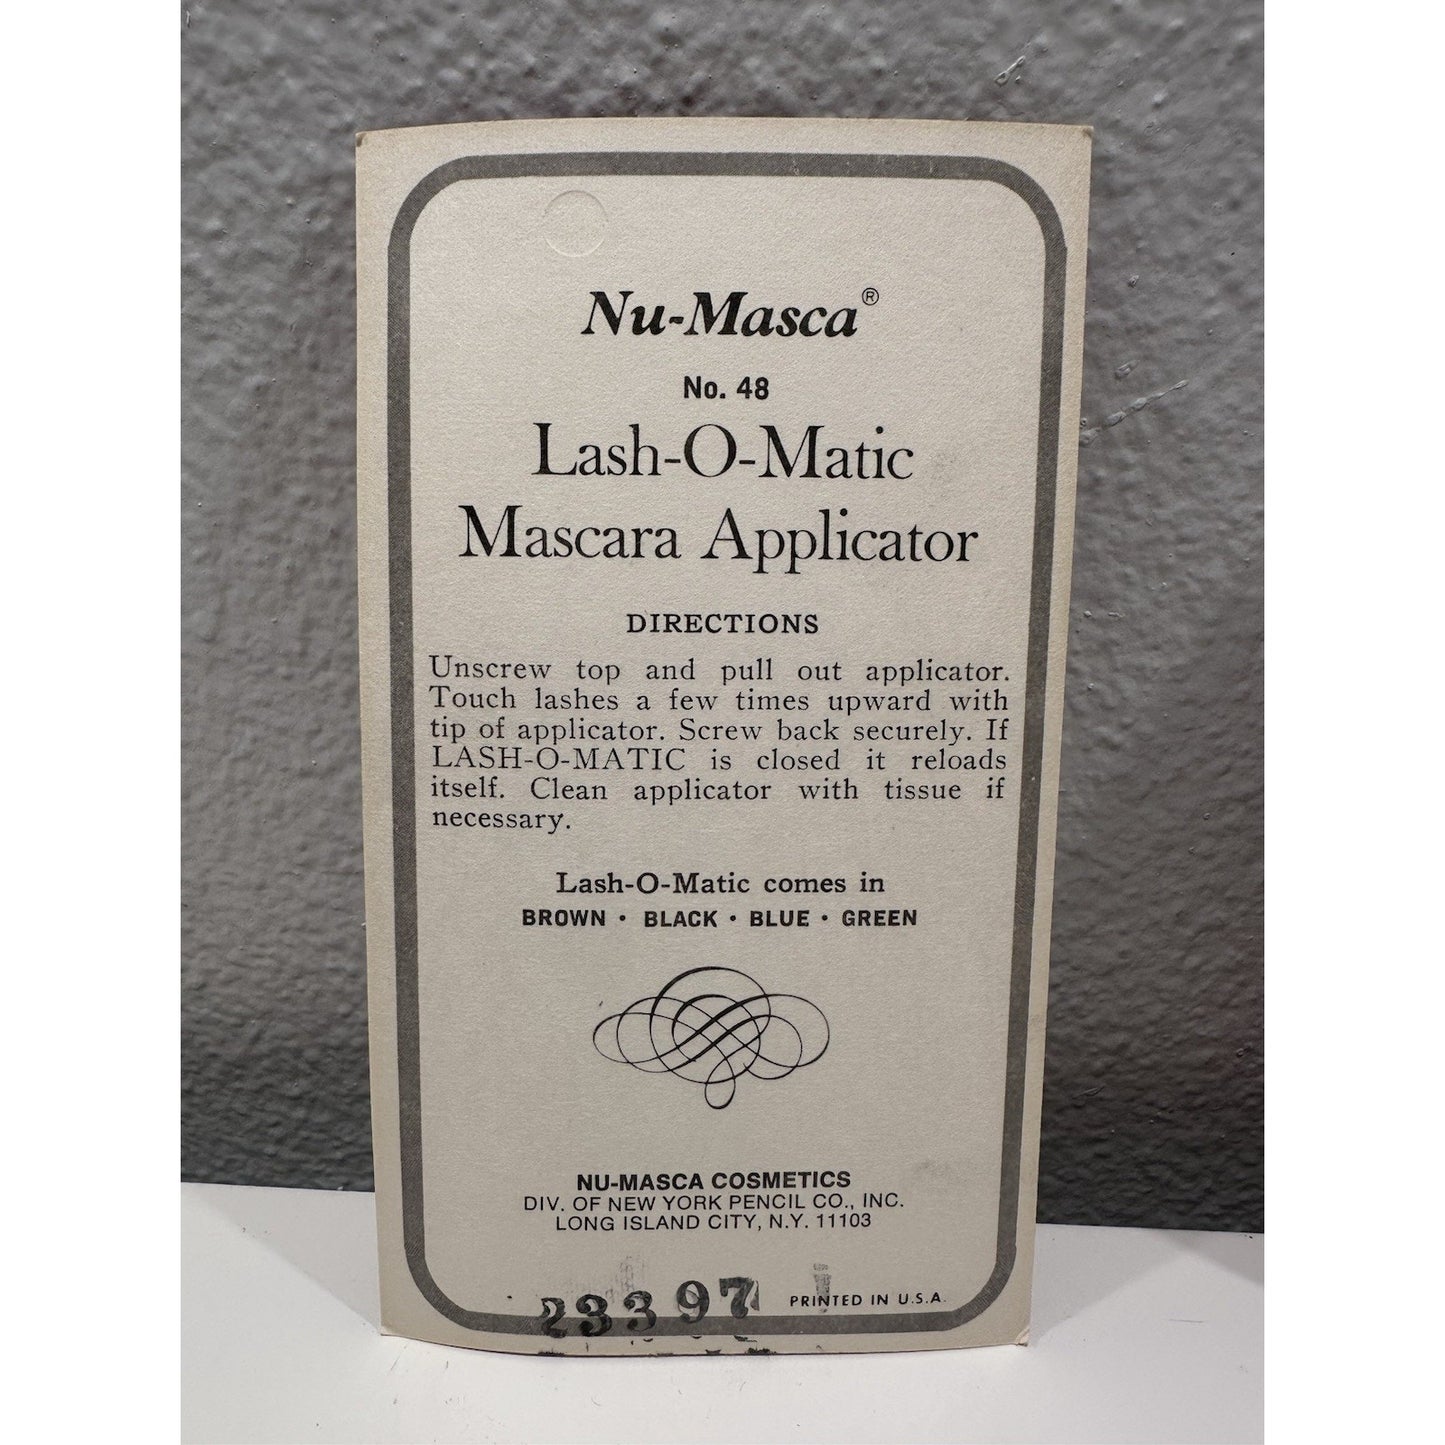 Nu-Masca®
No. 48
Lash-O-Matic
Mascara Applicator
DIRECTIONS
Unscrew top and pull out applicator.
Touch lashes a few times upward with
tip of applicator. Screw back securely. If
LASH-O-MATIC is closed it reloads
itself. Clean applicator with tissue if
necessary.
Lash-O-Matic comes in
BROWN • BLACK • BLUE • GREEN
NU-MASCA COSMETICS
DIV. OF NEW YORK PENCIL CO., INC.
LONG ISLAND CITY, N.Y. 11103
23397
PRINTED IN U.S.A.